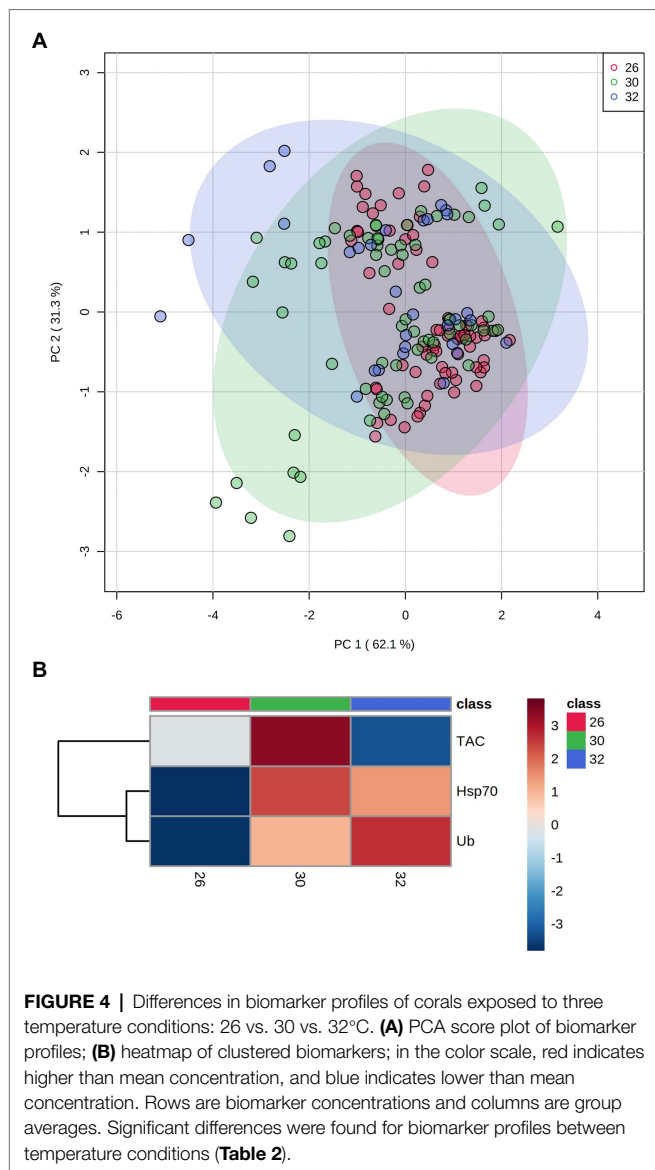 A
26
30
32
3
2
1
0
-1
-2
-3
PC 2 ( 31.3 %)
-6
-4
-2
0
2
4
PC 1 ( 62.1 %)
B
class
TAC
Hsp70
Ub
26
30
32
3
2
1
0
-1
-2
-3
class
26
30
32
FIGURE 4 | Differences in biomarker profiles of corals exposed to three
temperature conditions: 26 vs. 30 vs. 32°C. (A) PCA score plot of biomarker
profiles; (B) heatmap of clustered biomarkers; in the color scale, red indicates
higher than mean concentration, and blue indicates lower than mean
concentration. Rows are biomarker concentrations and columns are group
averages. Significant differences were found for biomarker profiles between
temperature conditions (Table 2).